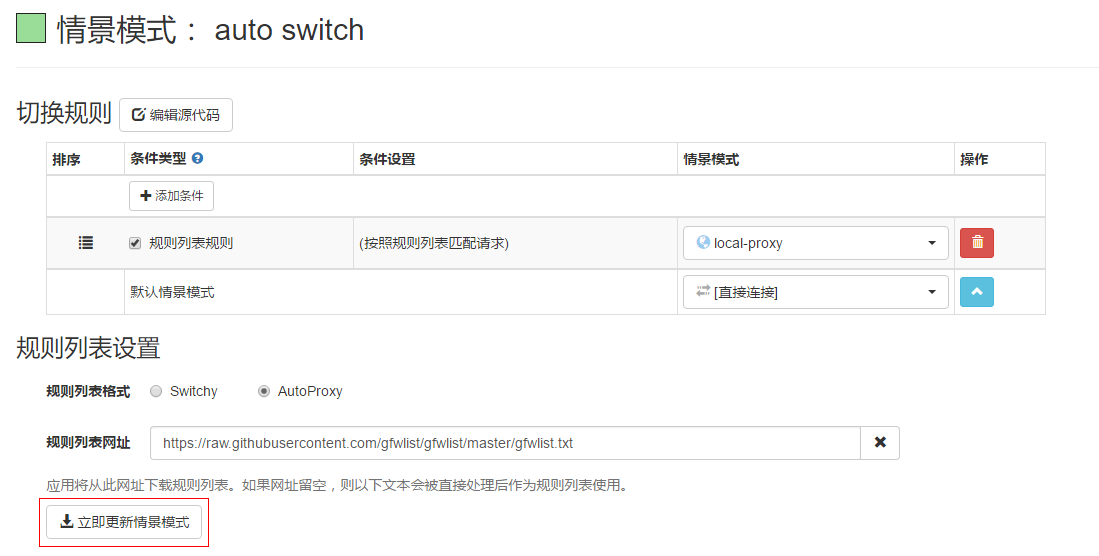 情景模式： auto switch
切换规则 编辑源代码
排序 条件类型 条件设置 情景模式 操作
添加条件
规则列表规则 (按照规则列表匹配请求) local-proxy
默认情景模式 [直接连接]
规则列表设置
规则列表格式 Switchy AutoProxy
规则列表网址 https://raw.githubusercontent.com/gfwlist/gfwlist/master/gfwlist.txt
应用将从此网址下载规则列表。如果网址留空，则以下文本会被直接处理后作为规则列表使用。
立即更新情景模式